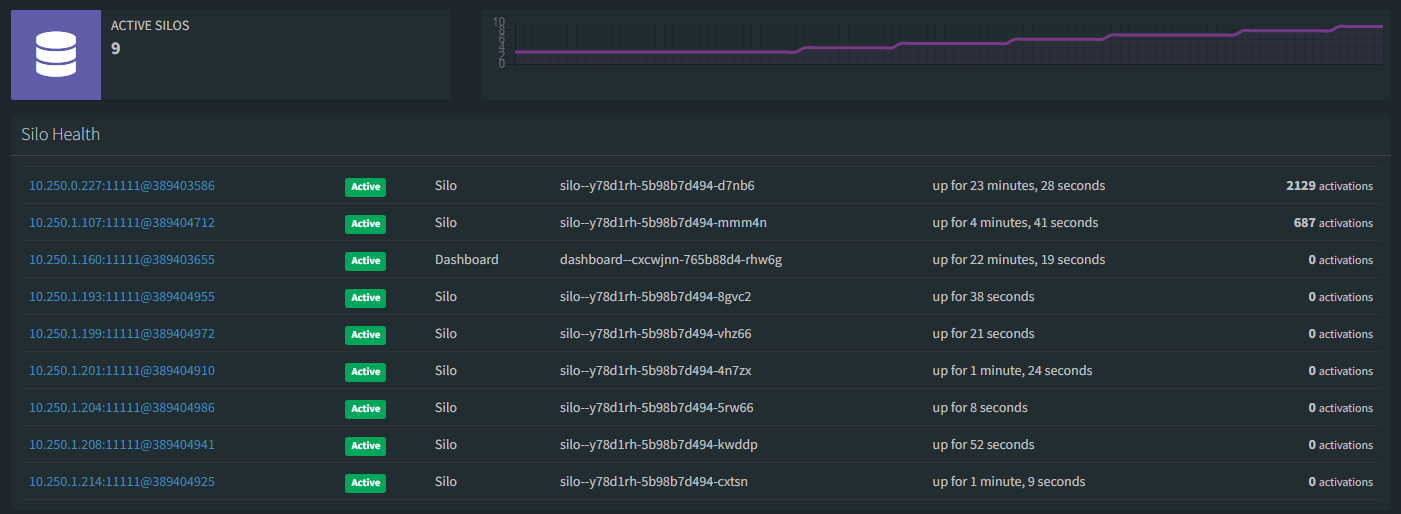 ACTIVE SILOS
9
10
8
6
4
2
0
Silo Health
10.250.0.227:11111@389403586 Active Silo silo--y78d1rh-5b98b7d494-d7nb6 up for 23 minutes, 28 seconds 2129 activations
10.250.1.107:11111@389404712 Active Silo silo--y78d1rh-5b98b7d494-mmm4n up for 4 minutes, 41 seconds 687 activations
10.250.1.160:11111@389403655 Active Dashboard dashboard--cxcwjnn-765b88d4-rhw6g up for 22 minutes, 19 seconds 0 activations
10.250.1.193:11111@389404955 Active Silo silo--y78d1rh-5b98b7d494-8gvc2 up for 38 seconds 0 activations
10.250.1.199:11111@389404972 Active Silo silo--y78d1rh-5b98b7d494-vhz66 up for 21 seconds 0 activations
10.250.1.201:11111@389404910 Active Silo silo--y78d1rh-5b98b7d494-4n7zx up for 1 minute, 24 seconds 0 activations
10.250.1.204:11111@389404986 Active Silo silo--y78d1rh-5b98b7d494-5rw66 up for 8 seconds 0 activations
10.250.1.208:11111@389404941 Active Silo silo--y78d1rh-5b98b7d494-kwddp up for 52 seconds 0 activations
10.250.1.214:11111@389404925 Active Silo silo--y78d1rh-5b98b7d494-cxtsn up for 1 minute, 9 seconds 0 activations